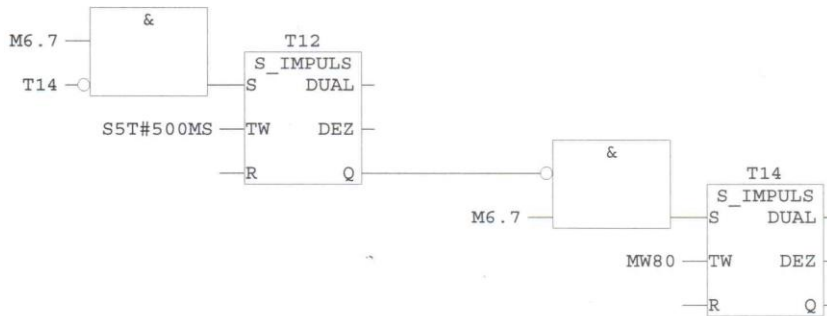 &
M6.7
T14
T12
S_IMPULS
S DUAL
S5T#500MS TW DEZ
R Q
&
M6.7
T14
S_IMPULS
S DUAL
MW80 TW DEZ
R Q